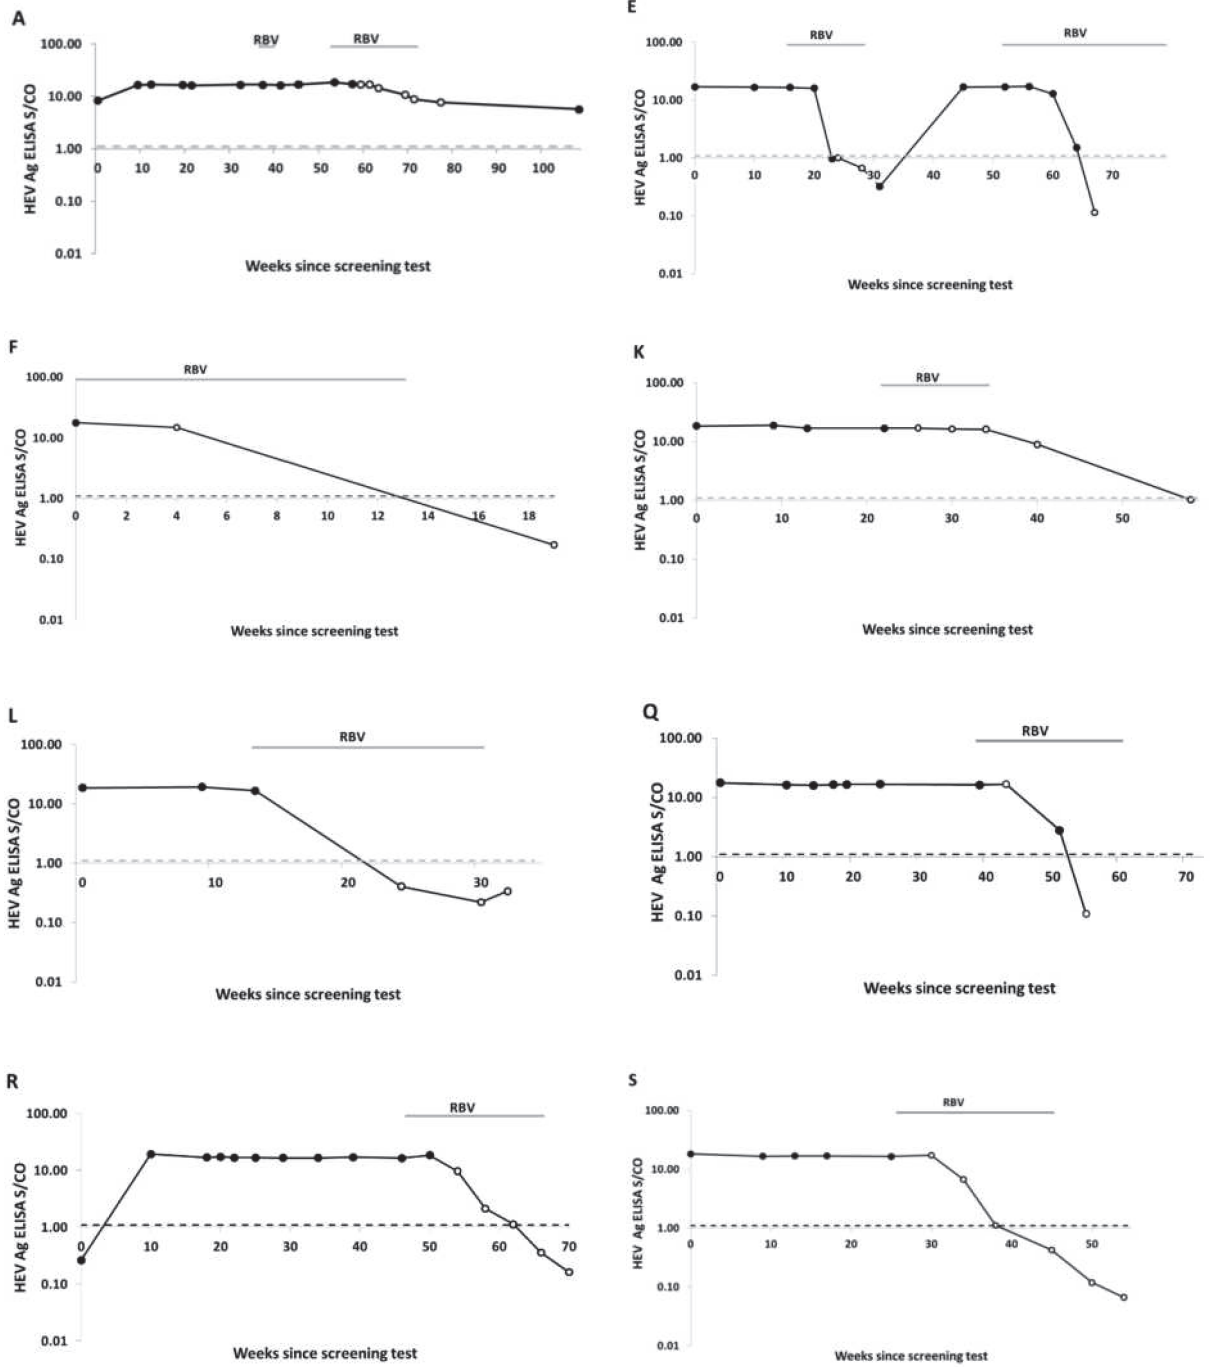 A
RBV RBV
100.00
10.00
1.00
0.10
0.01
0 10 20 30 40 50 60 70 80 90 100
HEV Ag ELISA S/CO
Weeks since screening test
E
RBV RBV
100.00
10.00
1.00
0.10
0.01
0 10 20 30 40 50 60 70
HEV Ag ELISA S/CO
Weeks since screening test
F
RBV
100.00
10.00
1.00
0.10
0.01
0 2 4 6 8 10 12 14 16 18
HEV Ag ELISA S/CO
Weeks since screening test
K
RBV
100.00
10.00
1.00
0.10
0.01
0 10 20 30 40 50
HEV Ag ELISA S/CO
Weeks since screening test
L
RBV
100.00
10.00
1.00
0.10
0.01
0 10 20 30
HEV Ag ELISA S/CO
Weeks since screening test
Q
RBV
100.00
10.00
1.00
0.10
0.01
0 10 20 30 40 50 60 70
HEV Ag ELISA S/CO
Weeks since screening test
R
RBV
100.00
10.00
1.00
0.10
0.01
0 10 20 30 40 50 60 70
HEV Ag ELISA S/CO
Weeks since screening test
S
RBV
100.00
10.00
1.00
0.10
0.01
0 10 20 30 40 50
HEV Ag ELISA S/CO
Weeks since screening test